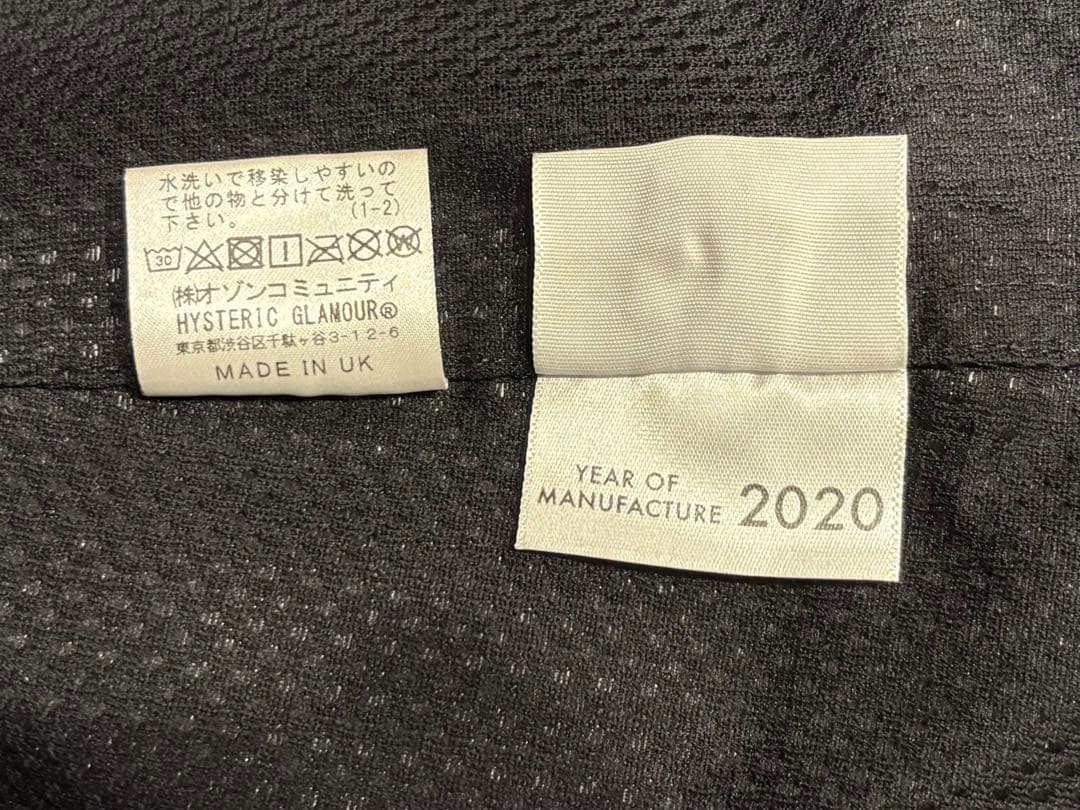 水洗いで移染しやすいの
で他の物と分けて洗って
下さい。 (1-2)
30 W
㈱オゾンコミュニティ
HYSTERIC GLAMOUR®
東京都渋谷区千駄ヶ谷3-12-6
MADE IN UK
YEAR OF
MANUFACTURE 2020